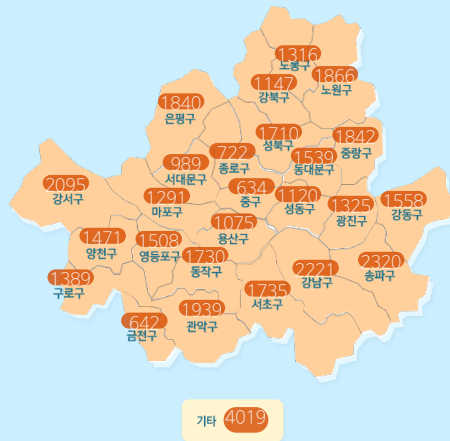 1316
도봉구
1147
강북구
1866
노원구
1840
은평구
1710
성북구
1842
중랑구
722
종로구
1539
동대문구
989
서대문구
2095
강서구
1291
마포구
634
중구
1120
성동구
1325
광진구
1558
강동구
1075
용산구
1471
양천구
1508
영등포구
1730
동작구
2221
강남구
2320
송파구
1389
구로구
1735
서초구
642
금천구
1939
관악구
기타 4019